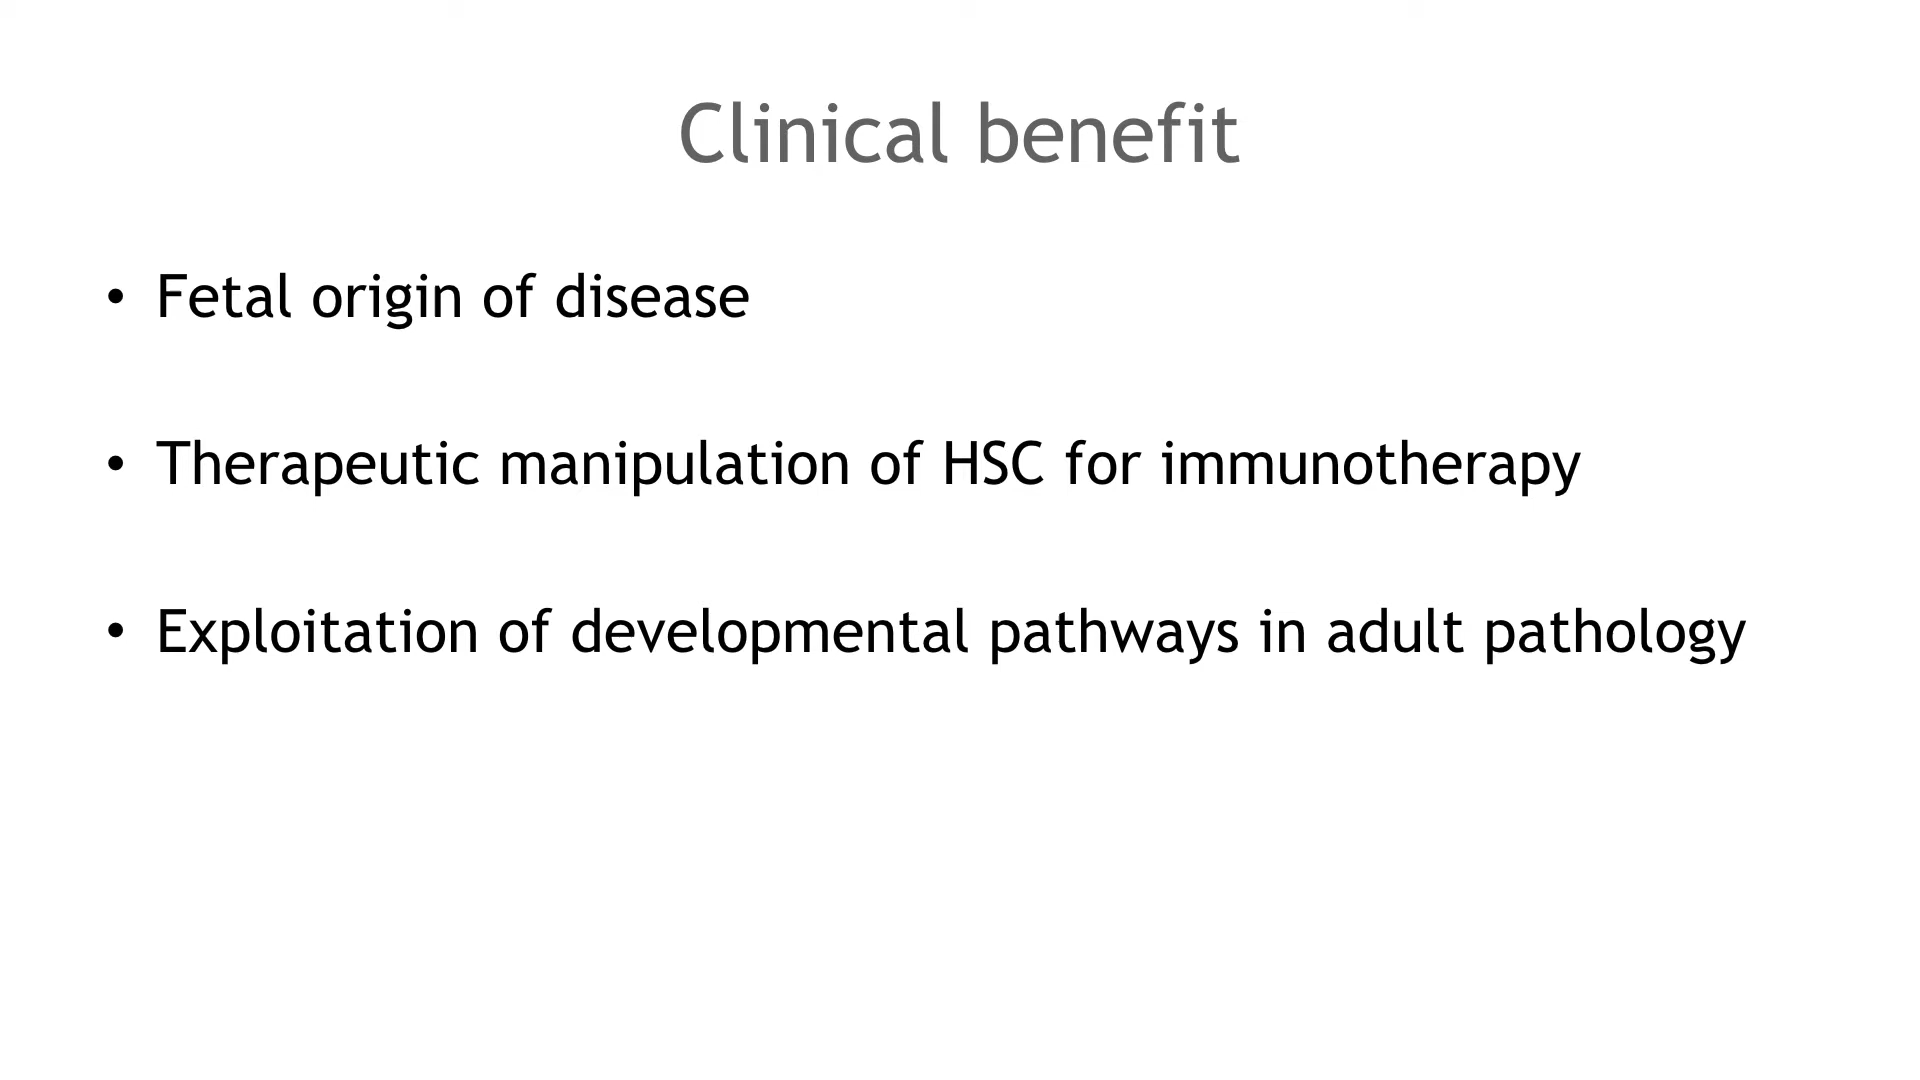 Clinical benefit
• Fetal origin of disease
• Therapeutic manipulation of HSC for immunotherapy
• Exploitation of developmental pathways in adult pathology